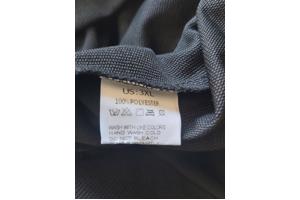 US:3XL
100%POLYESTER
WASH WITH LIKE COLORS
HAND WASH COLD
DO NOT BLEACH